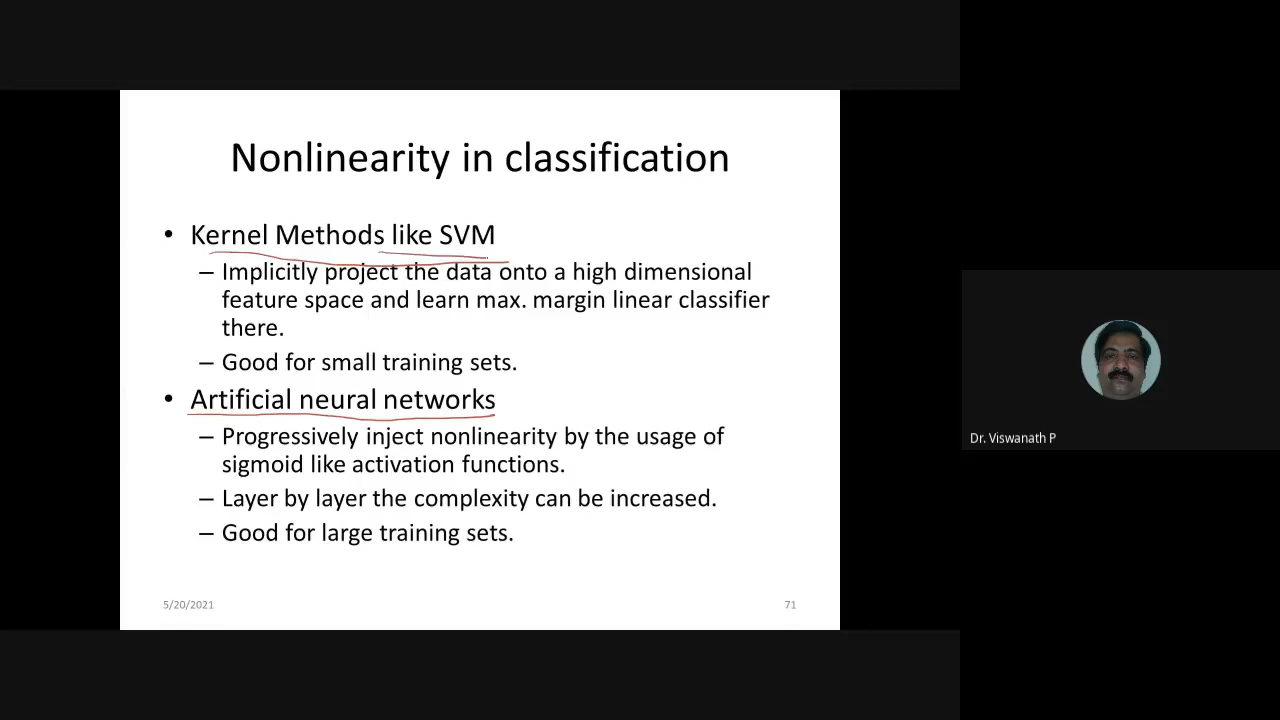 Nonlinearity in classification
• Kernel Methods like SVM
– Implicitly project the data onto a high dimensional
feature space and learn max. margin linear classifier
there.
– Good for small training sets.
• Artificial neural networks
– Progressively inject nonlinearity by the usage of
sigmoid like activation functions.
– Layer by layer the complexity can be increased.
– Good for large training sets.
5/20/2021
71
Dr. Viswanath P